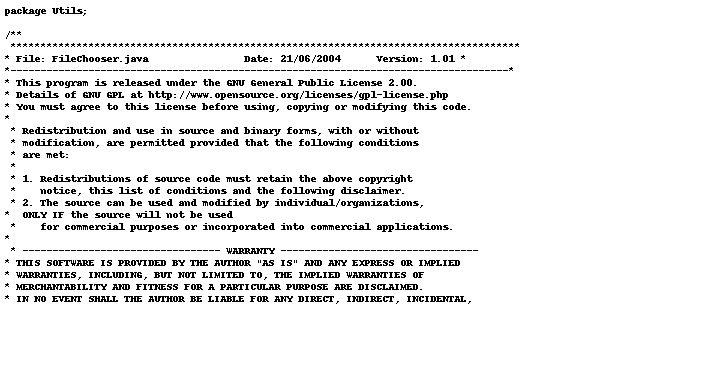 package Utils;
/**
 *************************************************************************************
* File: FileChooser.java                Date: 21/06/2004      Version: 1.01 *
*-----------------------------------------------------------------------------------*
* This program is released under the GNU General Public License 2.00.
* Details of GNU GPL at http://www.opensource.org/licenses/gpl-license.php
* You must agree to this license before using, copying or modifying this code.
*
 * Redistribution and use in source and binary forms, with or without
 * modification, are permitted provided that the following conditions
 * are met:
 *
 * 1. Redistributions of source code must retain the above copyright
 *    notice, this list of conditions and the following disclaimer.
 * 2. The source can be used and modified by individual/organizations,
*  ONLY IF the source will not be used
 *    for commercial purposes or incorporated into commercial applications.
*
 * --------------------------------- WARRANTY ---------------------------------
* THIS SOFTWARE IS PROVIDED BY THE AUTHOR "AS IS" AND ANY EXPRESS OR IMPLIED
* WARRANTIES, INCLUDING, BUT NOT LIMITED TO, THE IMPLIED WARRANTIES OF
* MERCHANTABILITY AND FITNESS FOR A PARTICULAR PURPOSE ARE DISCLAIMED.
* IN NO EVENT SHALL THE AUTHOR BE LIABLE FOR ANY DIRECT, INDIRECT, INCIDENTAL,